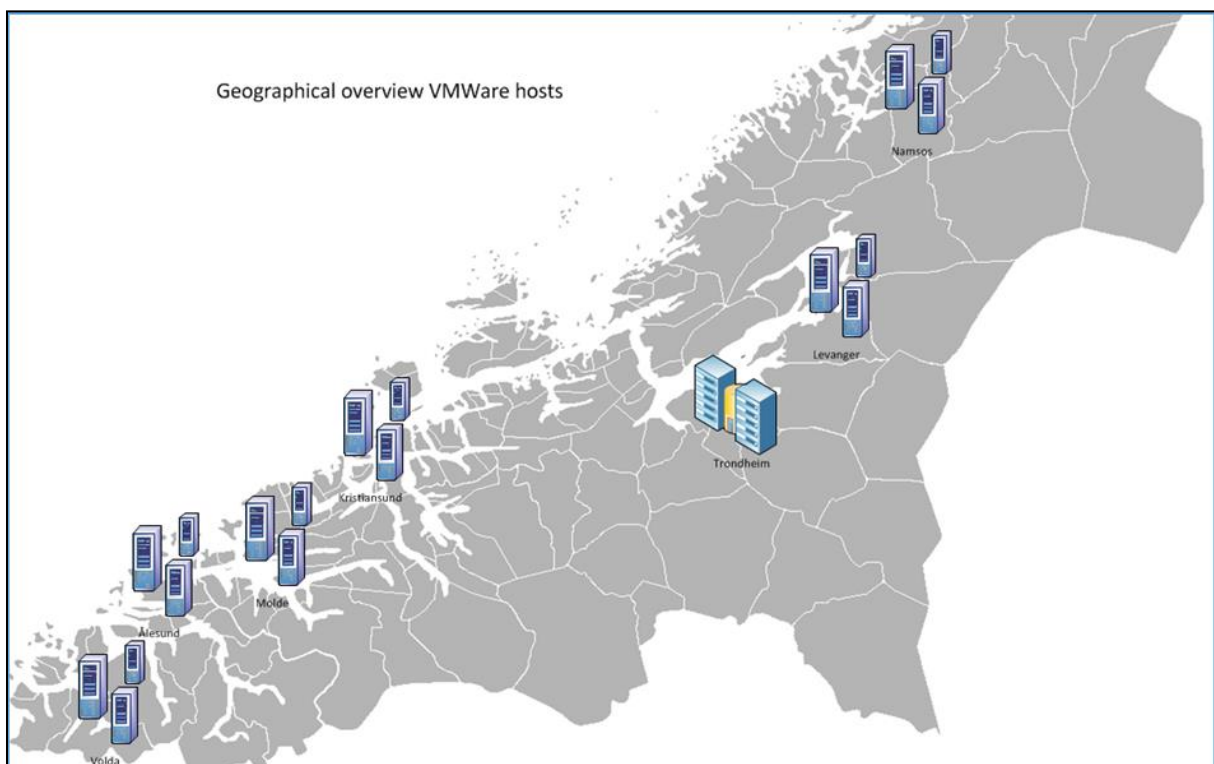 Geographical overview VMWare hosts
Namsos
Levanger
Trondheim
Kristiansund
Molde
Ålesund
Volda